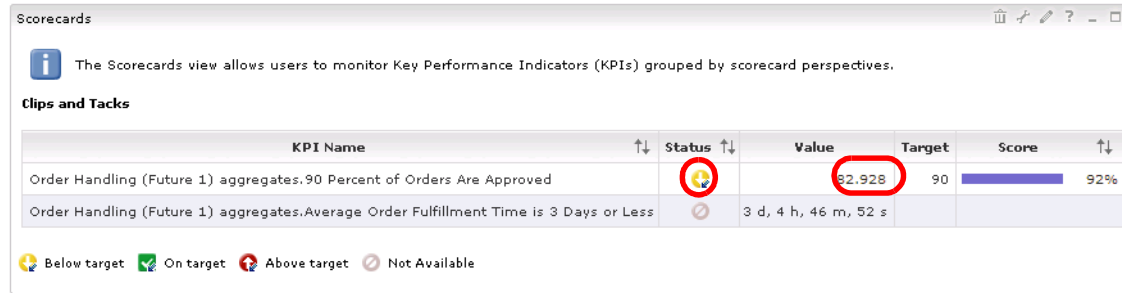 Scorecards ?
The Scorecards view allows users to monitor Key Performance Indicators (KPIs) grouped by scorecard perspectives.
Clips and Tacks
KPI Name Status Value Target Score
Order Handling (Future 1) aggregates.90 Percent of Orders Are Approved 82.928 90 92%
Order Handling (Future 1) aggregates.Average Order Fulfillment Time is 3 Days or Less 3 d, 4 h, 46 m, 52 s
Below target On target Above target Not Available